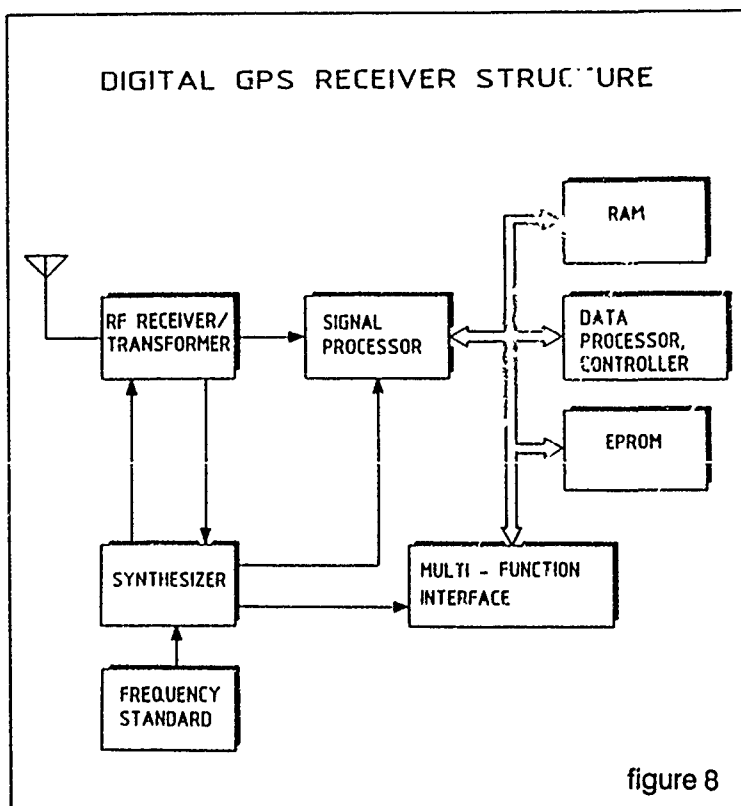 DIGITAL GPS RECEIVER STRUCTURE
RAM
RF RECEIVER/
TRANSFORMER
SIGNAL
PROCESSOR
DATA
PROCESSOR,
CONTROLLER
EPROM
SYNTHESIZER
MULTI - FUNCTION
INTERFACE
FREQUENCY
STANDARD
figure 8